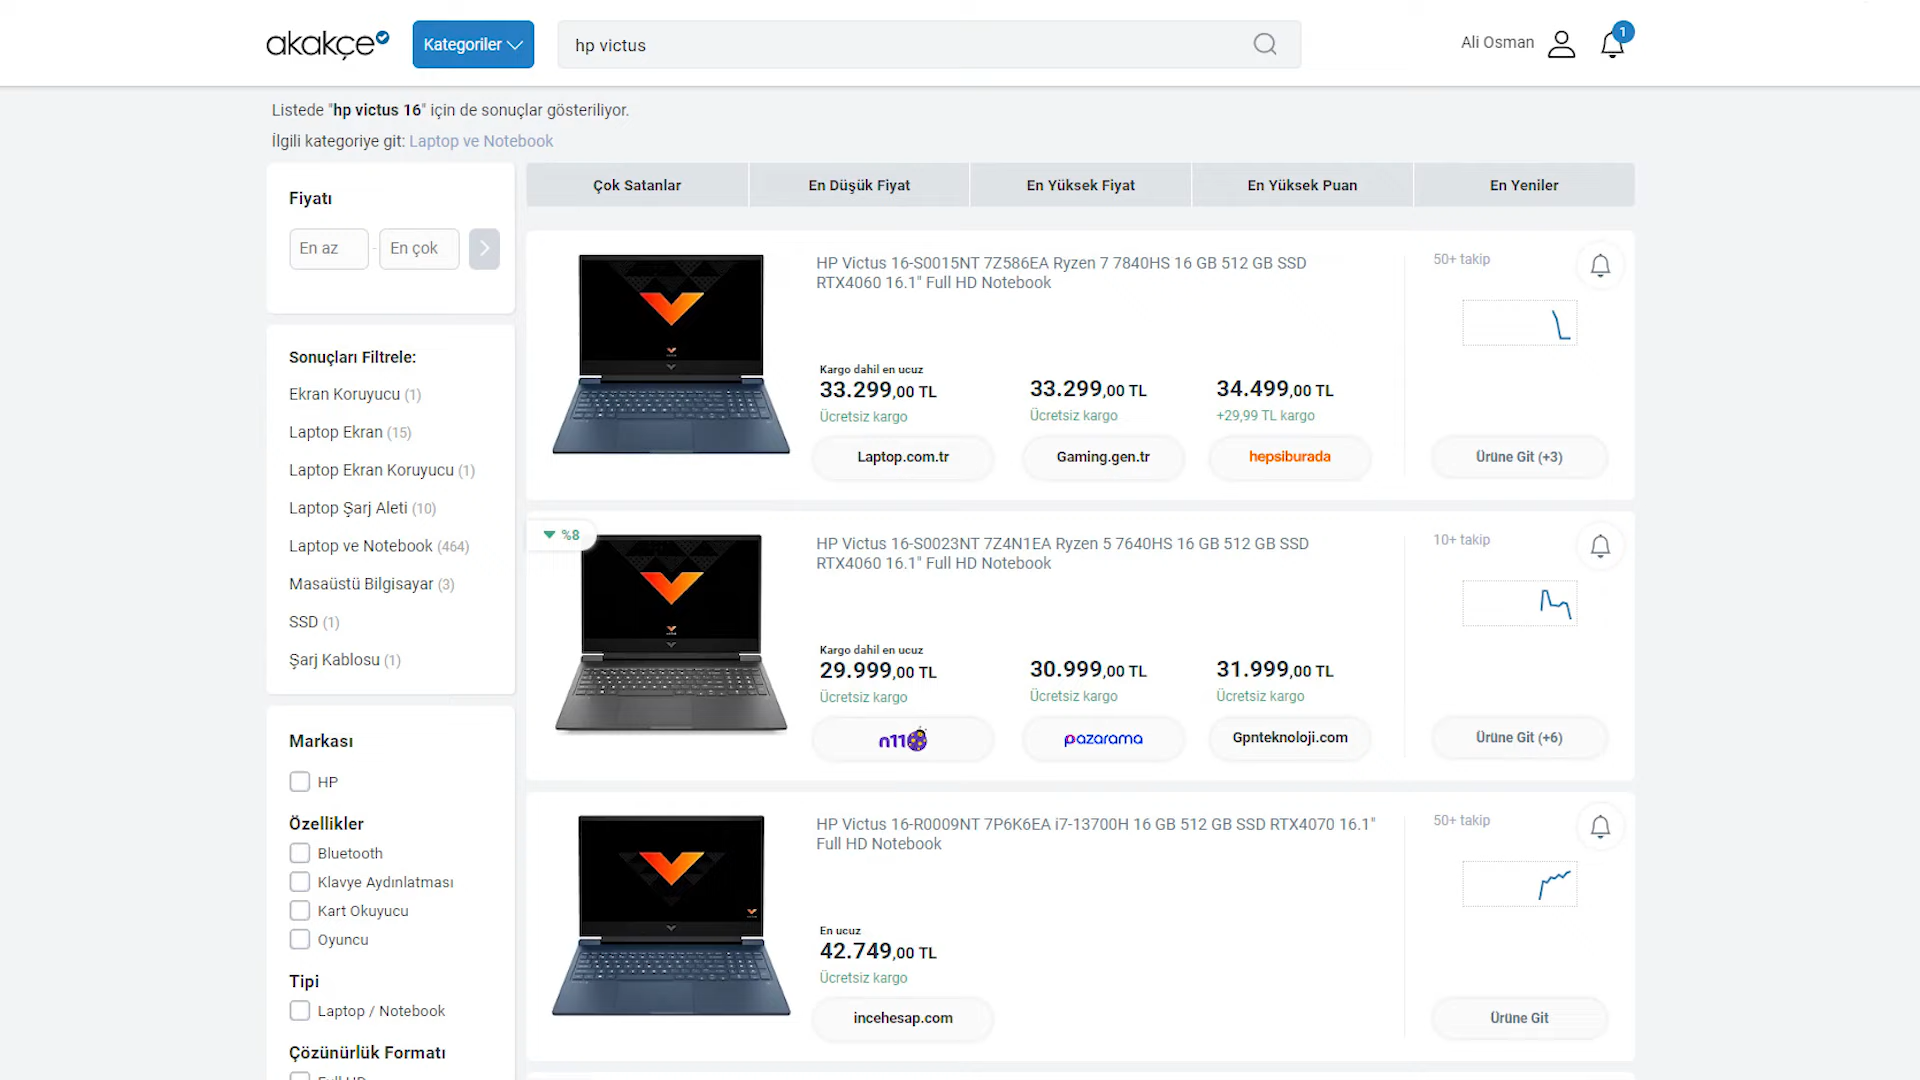 akakçe
Kategoriler
hp victus
Ali Osman
1
Listede "hp victus 16" için de sonuçlar gösteriliyor.
İlgili kategoriye git: Laptop ve Notebook
Fiyatı
En az - En çok
Sonuçları Filtrele:
Ekran Koruyucu (1)
Laptop Ekran (15)
Laptop Ekran Koruyucu (1)
Laptop Şarj Aleti (10)
Laptop ve Notebook (464)
Masaüstü Bilgisayar (3)
SSD (1)
Şarj Kablosu (1)
Markası
HP
Özellikler
Bluetooth
Klavye Aydınlatması
Kart Okuyucu
Oyuncu
Tipi
Laptop / Notebook
Çözünürlük Formatı
Full HD
Çok Satanlar
En Düşük Fiyat
En Yüksek Fiyat
En Yüksek Puan
En Yeniler
HP Victus 16-S0015NT 7Z586EA Ryzen 7 7840HS 16 GB 512 GB SSD
RTX4060 16.1" Full HD Notebook
50+ takip
Kargo dahil en ucuz
33.299,00 TL
Ücretsiz kargo
Laptop.com.tr
33.299,00 TL
Ücretsiz kargo
Gaming.gen.tr
34.499,00 TL
+29,99 TL kargo
hepsiburada
Ürüne Git (+3)
%8
HP Victus 16-S0023NT 7Z4N1EA Ryzen 5 7640HS 16 GB 512 GB SSD
RTX4060 16.1" Full HD Notebook
10+ takip
Kargo dahil en ucuz
29.999,00 TL
Ücretsiz kargo
n11
30.999,00 TL
Ücretsiz kargo
pazarama
31.999,00 TL
Ücretsiz kargo
Gpnteknoloji.com
Ürüne Git (+6)
HP Victus 16-R0009NT 7P6K6EA i7-13700H 16 GB 512 GB SSD RTX4070 16.1"
Full HD Notebook
50+ takip
En ucuz
42.749,00 TL
Ücretsiz kargo
incehesap.com
Ürüne Git